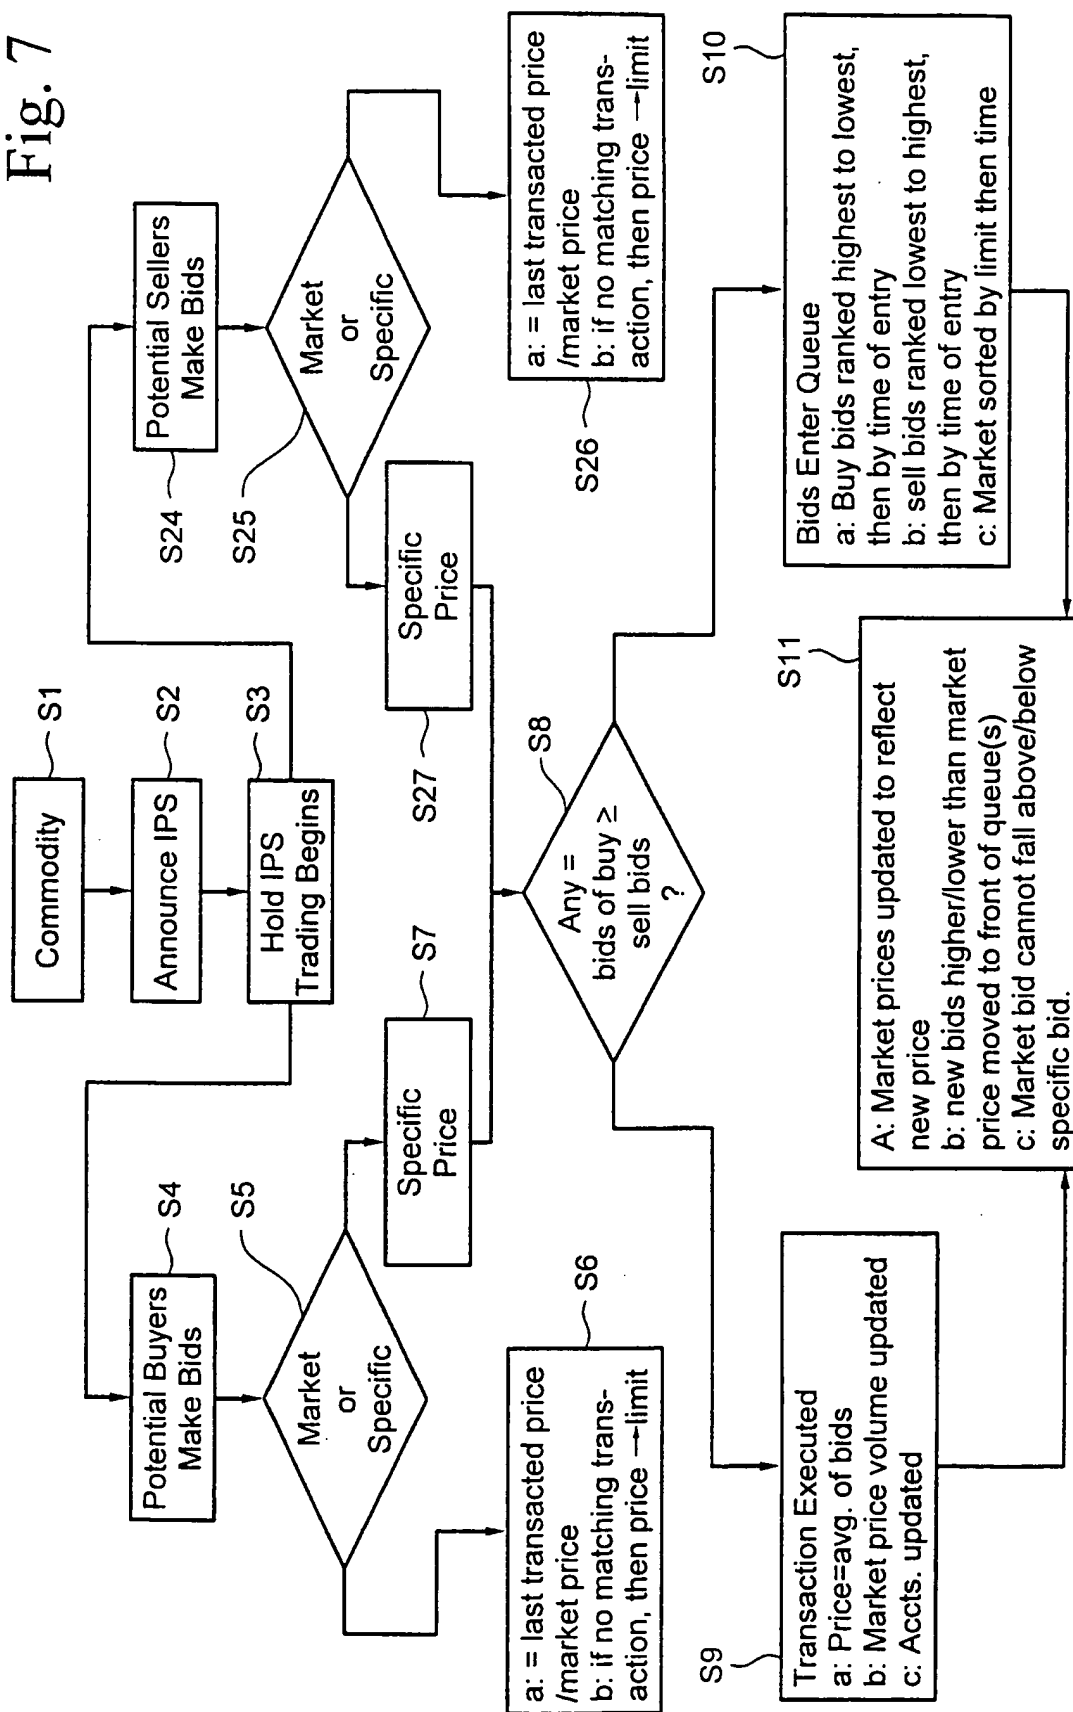 Fig. 7
Commodity
S1
Announce IPS
S2
Hold IPS
Trading Begins
S3
Potential Buyers
Make Bids
S4
Potential Sellers
Make Bids
S24
Market
or
Specific
S5
Market
or
Specific
S25
a: = last transacted price
/market price
b: if no matching trans-
action, then price → limit
S6
Specific
Price
S7
Specific
Price
S27
a: = last transacted price
/market price
b: if no matching trans-
action, then price → limit
S26
Any =
bids of buy ≥
sell bids
?
S8
Transaction Executed
a: Price=avg. of bids
b: Market price volume updated
c: Accts. updated
S9
Bids Enter Queue
a: Buy bids ranked highest to lowest,
then by time of entry
b: sell bids ranked lowest to highest,
then by time of entry
c: Market sorted by limit then time
S10
A: Market prices updated to reflect
new price
b: new bids higher/lower than market
price moved to front of queue(s)
c: Market bid cannot fall above/below
specific bid.
S11